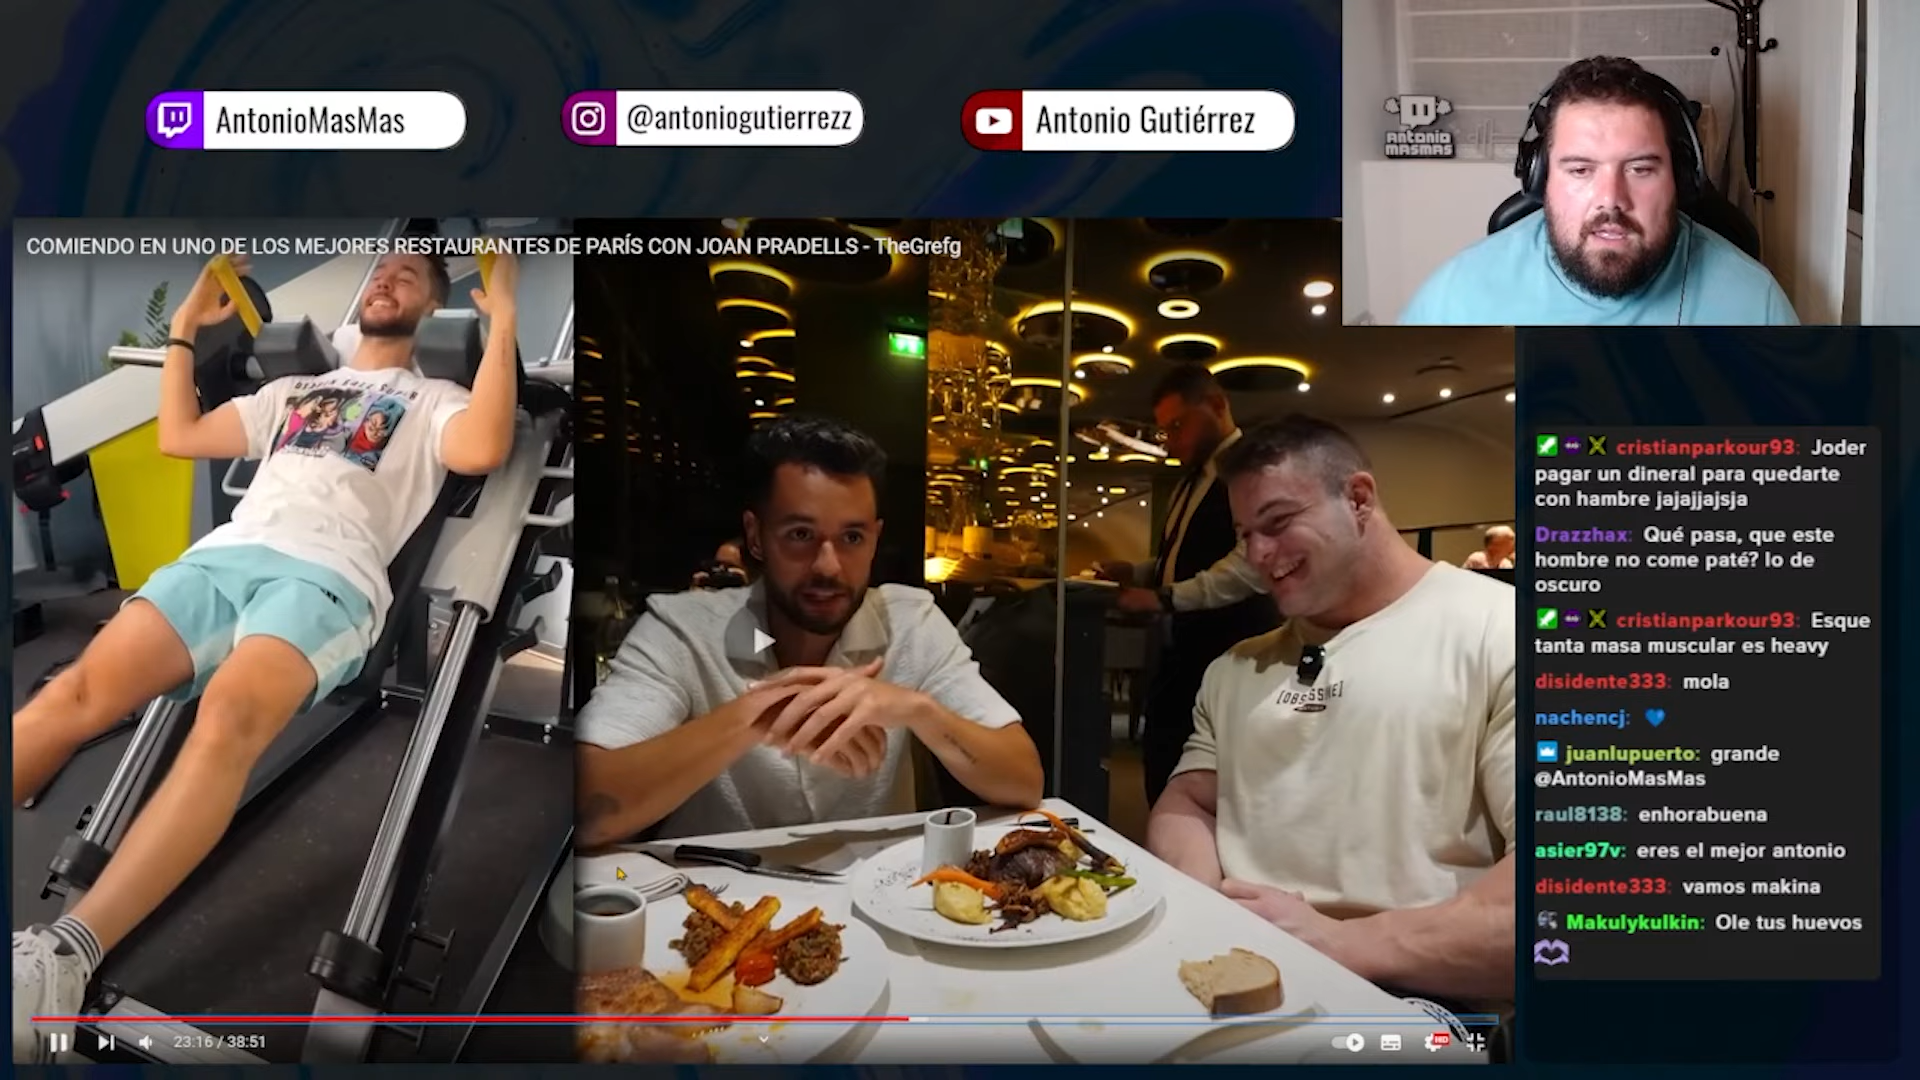 AntonioMasMas
@antoniogutierrezz
Antonio Gutiérrez
ANTONIO
MASMAS
COMIENDO EN UNO DE LOS MEJORES RESTAURANTES DE PARÍS CON JOAN PRADELLS - TheGrefg
cristianparkour93: Joder
pagar un dineral para quedarte
con hambre jajajjajsja
Drazzhax: Qué pasa, que este
hombre no come paté? lo de
oscuro
cristianparkour93: Esque
tanta masa muscular es heavy
disidente333: mola
nachencj:
juanlupuerto: grande
@AntonioMasMas
raul8138: enhorabuena
asier97v: eres el mejor antonio
disidente333: vamos makina
Makulykulkin: Ole tus huevos
23:16 / 38:51
HD